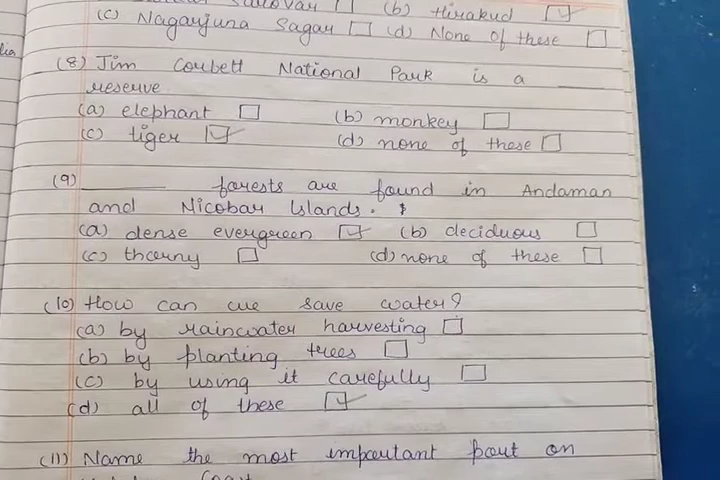 (b) Hirakud
(c) Nagarjuna Sagar (d) None of these
(8) Jim Corbett National Park is a ____
reserve
(a) elephant (b) monkey
(c) tiger (d) none of these
(9) ____ forests are found in Andaman
and Nicobar Islands.
(a) dense evergreen (b) deciduous
(c) thorny (d) none of these
(10) How can we save water?
(a) by rainwater harvesting
(b) by planting trees
(c) by using it carefully
(d) all of these
(11) Name the most important port on